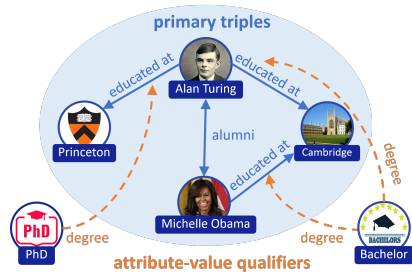 primary triples
educated at
educated at
Alan Turing
Princeton
alumni
Cambridge
educated at
degree
Michelle Obama
PhD
PhD
degree
degree
BACHELORS
Bachelor
attribute-value qualifiers